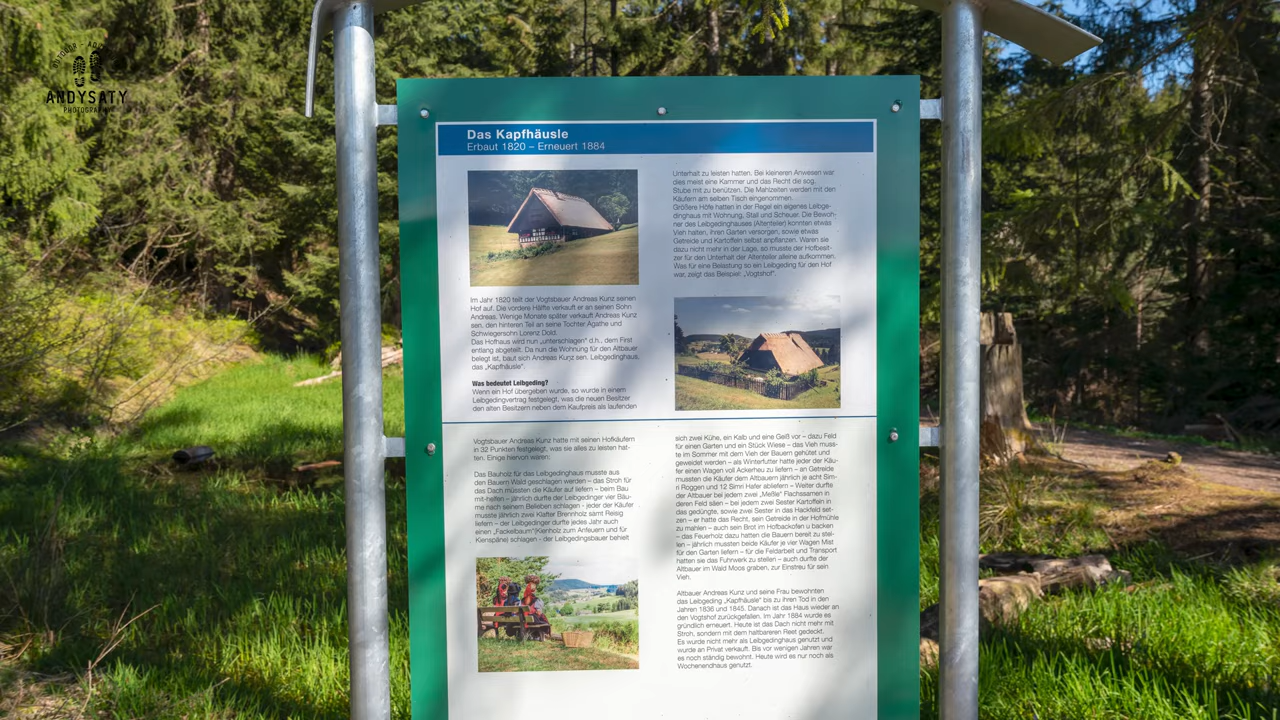 OUTDOOR - AD
ANDYSATY
PHOTOGRAPHY
Das Kapfhäusle
Erbaut 1820 – Erneuert 1884
Im Jahr 1820 teilt der Vogtsbauer Andreas Kunz seinen
Hof auf. Die vordere Hälfte verkauft er an seinen Sohn
Andreas. Wenige Monate später verkauft Andreas Kunz
sen. den hinteren Teil an seine Tochter Agathe und
Schwiegersohn Lorenz Dold.
Das Hofhaus wird nun „unterschlagen" d.h., dem First
entlang abgeteilt. Da nun die Wohnung für den Altbauer
belegt ist, baut sich Andreas Kunz sen. Leibgedinghaus,
das „Kapfhäusle".
Was bedeutet Leibgeding?
Wenn ein Hof übergeben wurde, so wurde in einem
Leibgedingvertrag festgelegt, was die neuen Besitzer
den alten Besitzern neben dem Kaufpreis als laufenden
Unterhalt zu leisten hatten. Bei kleineren Anwesen war
dies meist eine Kammer und das Recht die sog.
Stube mit zu benützen. Die Mahlzeiten werden mit den
Käufern am selben Tisch eingenommen.
Größere Höfe hatten in der Regel ein eigenes Leibge-
dinghaus mit Wohnung, Stall und Scheuer. Die Bewoh-
ner des Leibgedinghauses (Altenteiler) konnten etwas
Vieh halten, ihren Garten versorgen, sowie etwas
Getreide und Kartoffeln selbst anpflanzen. Waren sie
dazu nicht mehr in der Lage, so musste der Hofbesit-
zer für den Unterhalt der Altenteiler alleine aufkommen.
Was für eine Belastung so ein Leibgeding für den Hof
war, zeigt das Beispiel: „Vogtshof".
Vogtsbauer Andreas Kunz hatte mit seinen Hofkäufern
in 32 Punkten festgelegt, was sie alles zu leisten hat-
ten. Einige hiervon waren:
Das Bauholz für das Leibgedinghaus musste aus
den Bauern Wald geschlagen werden – das Stroh für
das Dach müssten die Käufer auf liefern – beim Bau
mit-helfen – jährlich durfte der Leibgedinger vier Bäu-
me nach seinem Belieben schlagen - jeder der Käufer
musste jährlich zwei Klafter Brennholz samt Reisig
liefern – der Leibgedinger durfte jedes Jahr auch
einen „Fackelbaum"(Kienholz zum Anfeuern und für
Kienspäne) schlagen - der Leibgedingsbauer behielt
sich zwei Kühe, ein Kalb und eine Geiß vor – dazu Feld
für einen Garten und ein Stück Wiese – das Vieh muss-
te im Sommer mit dem Vieh der Bauern gehütet und
geweidet werden – als Winterfutter hatte jeder der Käu-
fer einen Wagen voll Ackerheu zu liefern – an Getreide
mussten die Käufer dem Altbauern jährlich je acht Sim-
ri Roggen und 12 Simri Hafer abliefern – Weiter durfte
der Altbauer bei jedem zwei „Meßle" Flachssamen in
deren Feld säen – bei jedem zwei Sester Kartoffeln in
das gedüngte, sowie zwei Sester in das Hackfeld set-
zen – er hatte das Recht, sein Getreide in der Hofmühle
zu mahlen – auch sein Brot im Hofbackofen u backen
– das Feuerholz dazu hatten die Bauern bereit zu stel-
len – jährlich mussten beide Käufer je vier Wagen Mist
für den Garten liefern – für die Feldarbeit und Transport
hatten sie das Fuhrwerk zu stellen – auch durfte der
Altbauer im Wald Moos graben, zur Einstreu für sein
Vieh.
Altbauer Andreas Kunz und seine Frau bewohnten
das Leibgeding „Kapfhäusle" bis zu ihren Tod in den
Jahren 1836 und 1845. Danach ist das Haus wieder an
den Vogtshof zurückgefallen. Im Jahr 1884 wurde es
gründlich erneuert. Heute ist das Dach nicht mehr mit
Stroh, sondern mit dem haltbareren Reet gedeckt.
Es wurde nicht mehr als Leibgedinghaus genutzt und
wurde an Privat verkauft. Bis vor wenigen Jahren war
es noch ständig bewohnt. Heute wird es nur noch als
Wochenendhaus genutzt.